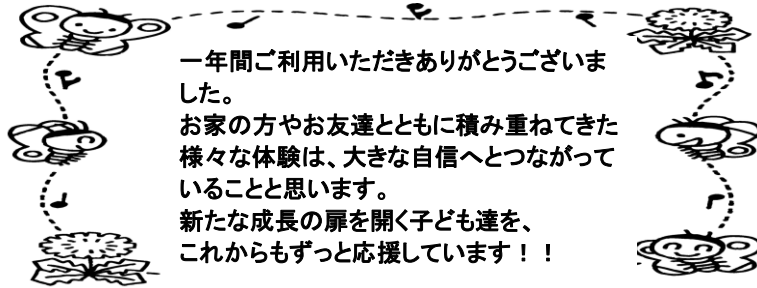 一年間ご利用いただきありがとうございま
した。
お家の方やお友達とともに積み重ねてきた
様々な体験は、大きな自信へとつながって
いることと思います。
新たな成長の扉を開く子ども達を、
これからもずっと応援しています！！